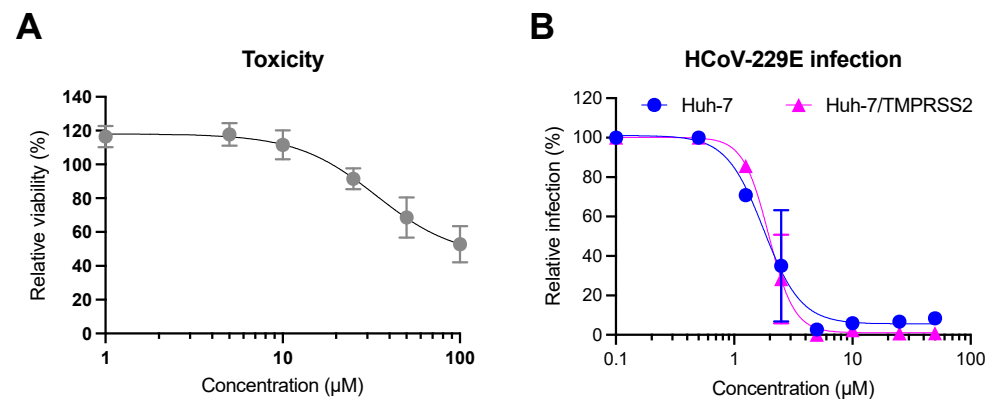 A
Toxicity
Relative viability (%)
140
120
100
80
60
40
20
0
1
10
100
Concentration (μM)
B
HCoV-229E infection
Huh-7
Huh-7/TMPRSS2
Relative infection (%)
120
100
80
60
40
20
0
0.1
1
10
100
Concentration (μM)